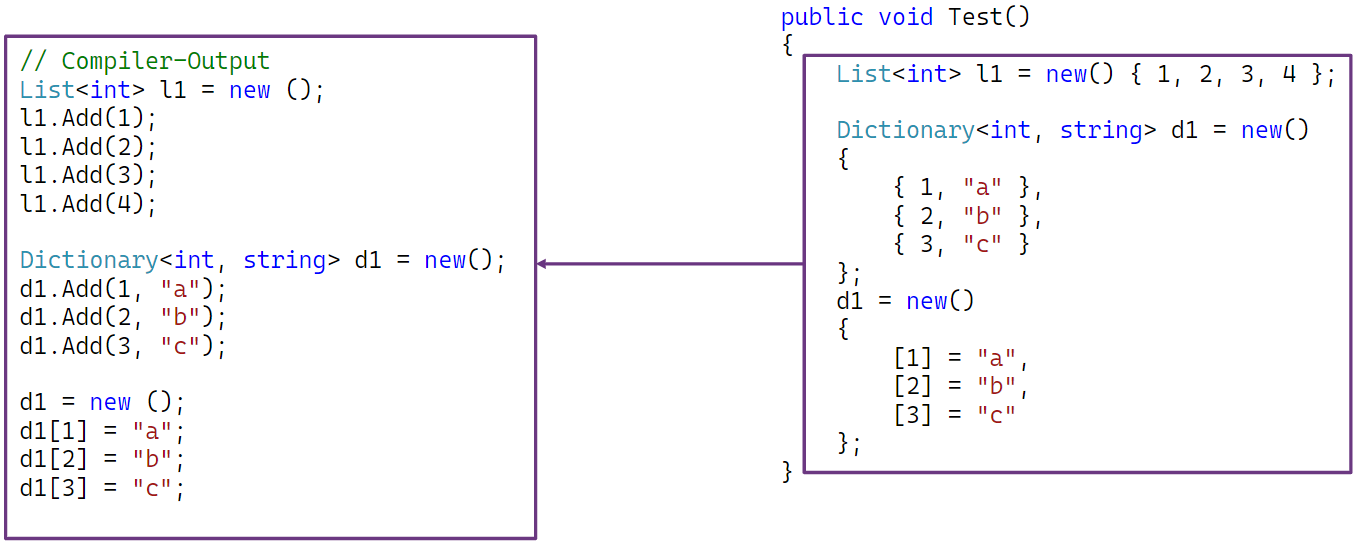 // Compiler-Output
List<int> l1 = new ();
l1.Add(1);
l1.Add(2);
l1.Add(3);
l1.Add(4);

Dictionary<int, string> d1 = new();
d1.Add(1, "a");
d1.Add(2, "b");
d1.Add(3, "c");

d1 = new ();
d1[1] = "a";
d1[2] = "b";
d1[3] = "c";

public void Test()
{
    List<int> l1 = new() { 1, 2, 3, 4 };

    Dictionary<int, string> d1 = new()
    {
        { 1, "a" },
        { 2, "b" },
        { 3, "c" }
    };
    d1 = new()
    {
        [1] = "a",
        [2] = "b",
        [3] = "c"
    };
}